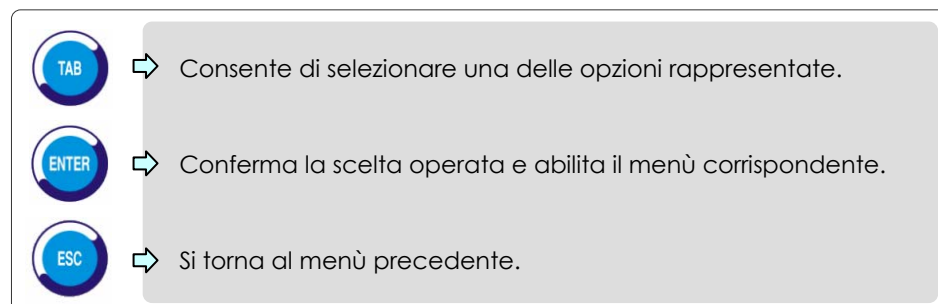 TAB
Consente di selezionare una delle opzioni rappresentate.
ENTER
Conferma la scelta operata e abilita il menù corrispondente.
ESC
Si torna al menù precedente.